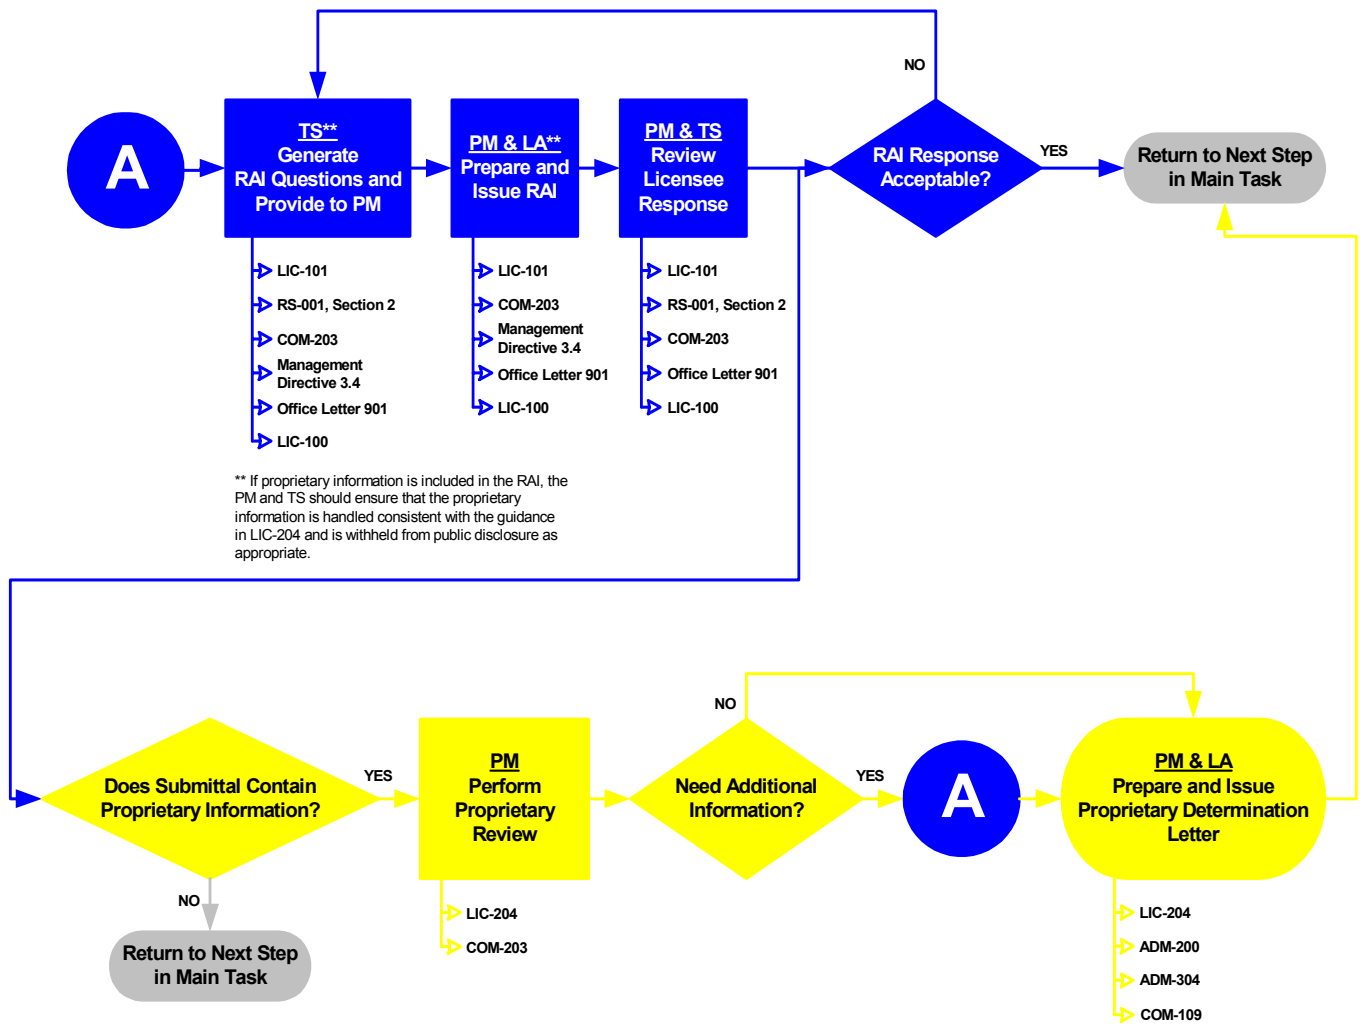 NO
A
TS**
Generate
RAI Questions and
Provide to PM
PM & LA**
Prepare and
Issue RAI
PM & TS
Review
Licensee
Response
RAI Response
Acceptable?
YES
Return to Next Step
in Main Task
LIC-101
RS-001, Section 2
COM-203
Management
Directive 3.4
Office Letter 901
LIC-100
LIC-101
COM-203
Management
Directive 3.4
Office Letter 901
LIC-100
LIC-101
RS-001, Section 2
COM-203
Office Letter 901
LIC-100
** If proprietary information is included in the RAI, the
PM and TS should ensure that the proprietary
information is handled consistent with the guidance
in LIC-204 and is withheld from public disclosure as
appropriate.
Does Submittal Contain
Proprietary Information?
YES
NO
Return to Next Step
in Main Task
PM
Perform
Proprietary
Review
LIC-204
COM-203
Need Additional
Information?
NO
YES
A
PM & LA
Prepare and Issue
Proprietary Determination
Letter
LIC-204
ADM-200
ADM-304
COM-109